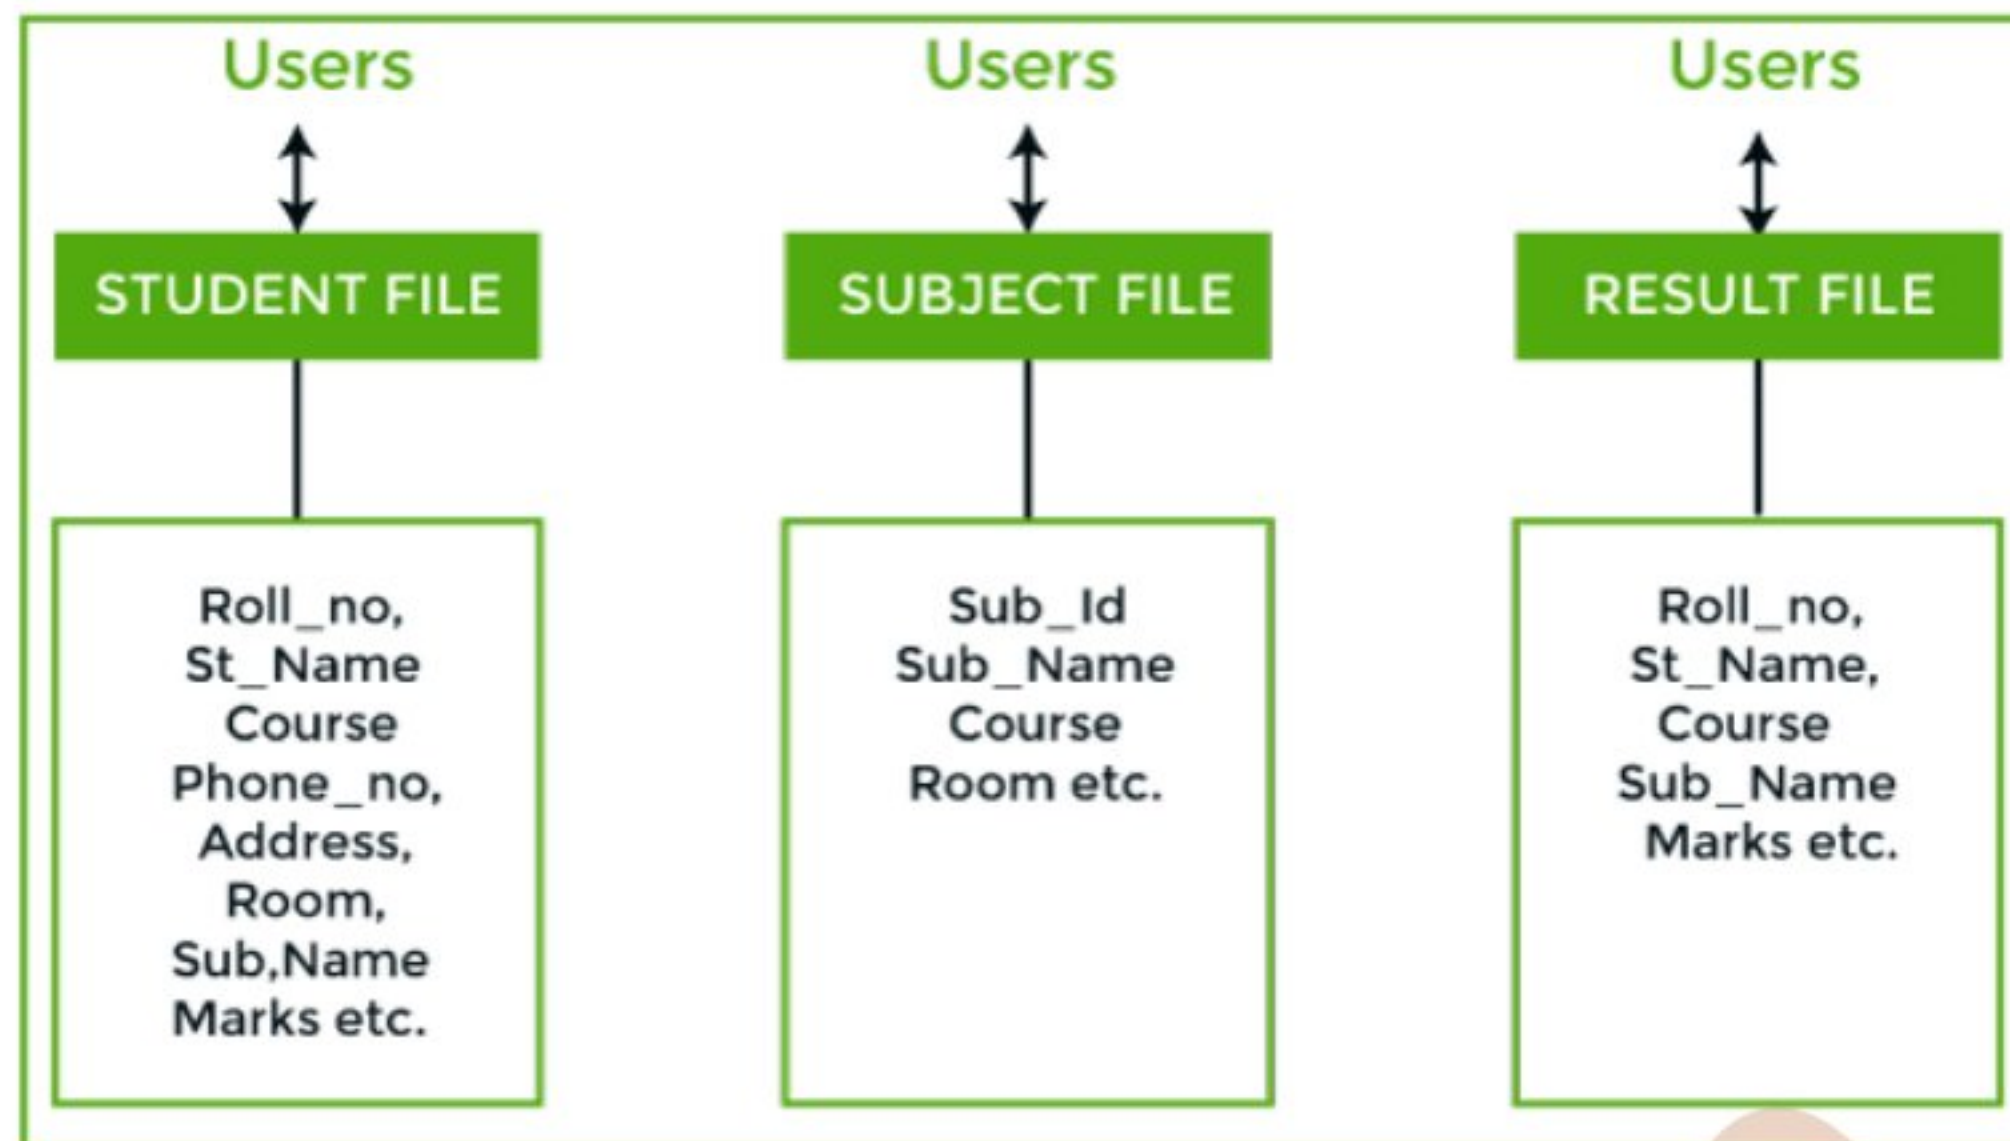 Users
STUDENT FILE
Roll_no,
St_Name
Course
Phone_no,
Address,
Room,
Sub,Name
Marks etc.
Users
SUBJECT FILE
Sub_Id
Sub_Name
Course
Room etc.
Users
RESULT FILE
Roll_no,
St_Name,
Course
Sub_Name
Marks etc.